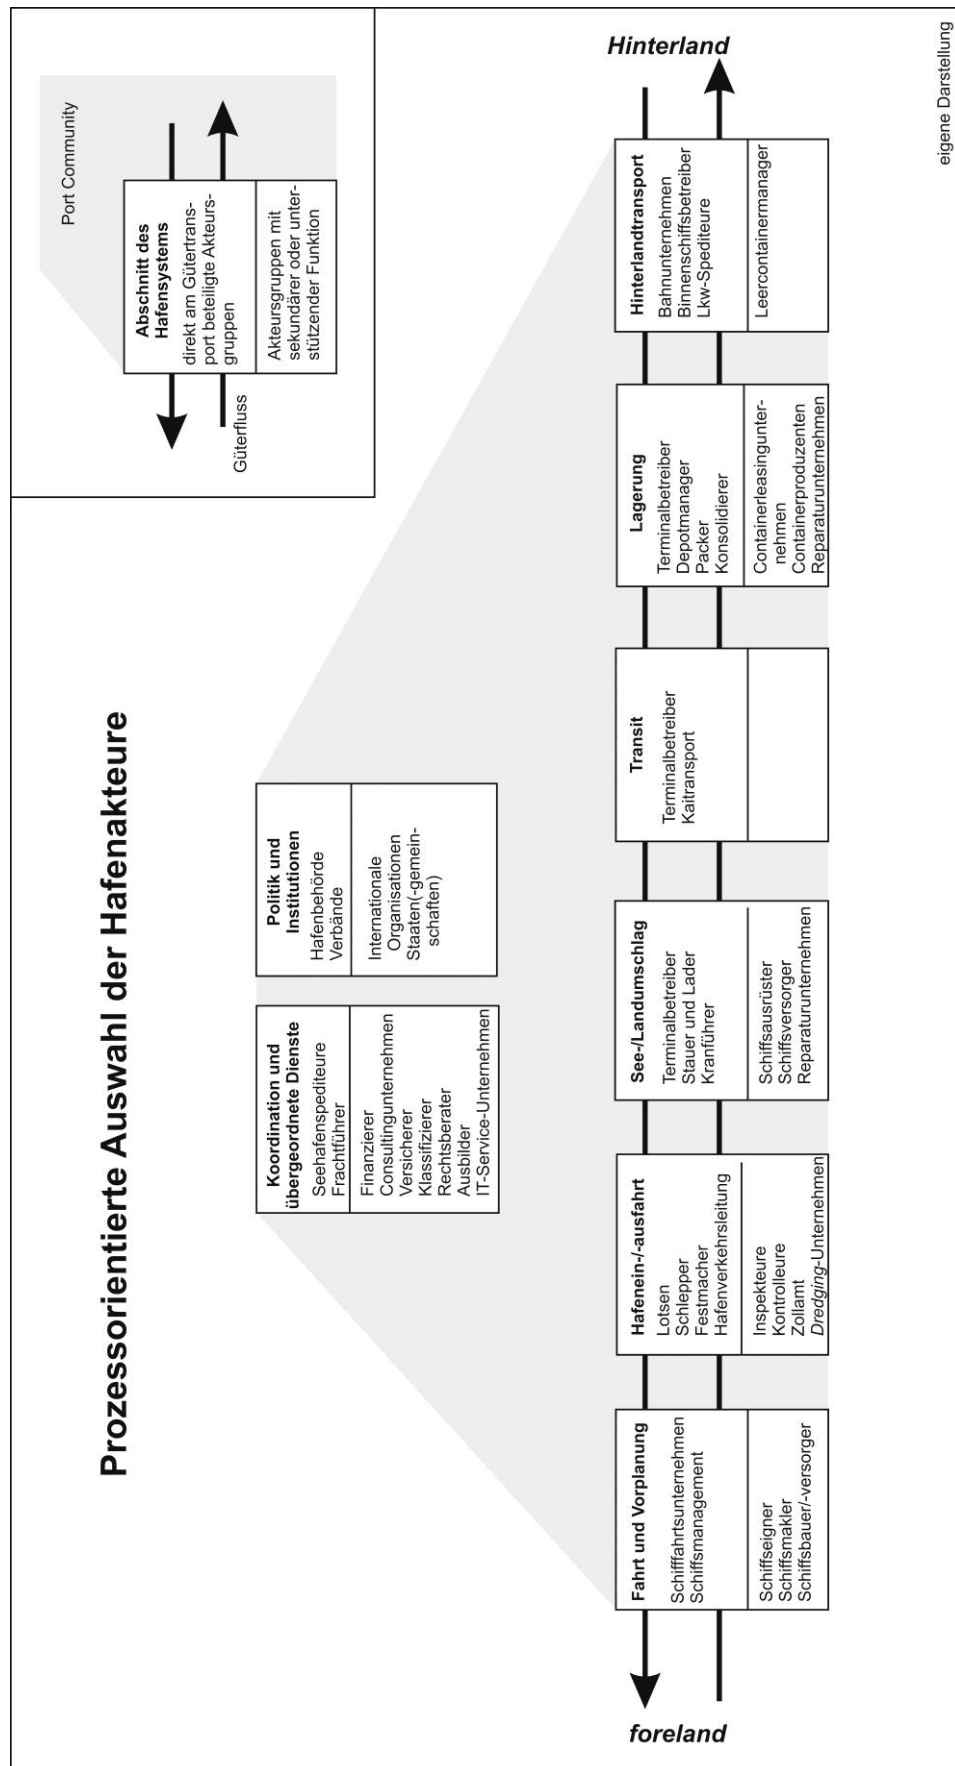 Prozessorientierte Auswahl der Hafenakteure
Port Community
Abschnitt des
Hafensystems
direkt am Gütertrans-
port beteiligte Akteurs-
gruppen
Akteursgruppen mit
sekundärer oder unter-
stützender Funktion
Güterfluss
Koordination und
übergeordnete Dienste
Seehafenspediteure
Frachtführer
Finanzierer
Consultingunternehmen
Versicherer
Klassifizierer
Rechtsberater
Ausbilder
IT-Service-Unternehmen
Politik und
Institutionen
Hafenbehörde
Verbände
Internationale
Organisationen
Staaten(-gemein-
schaften)
foreland
Fahrt und Vorplanung
Schifffahrtsunternehmen
Schiffsmanagement
Schiffseigner
Schiffsmakler
Schiffsbauer/-versorger
Hafenein-/-ausfahrt
Lotsen
Schlepper
Festmacher
Hafenverkehrsleitung
Inspekteure
Kontrolleure
Zollamt
Dredging-Unternehmen
See-/Landumschlag
Terminalbetreiber
Stauer und Lader
Kranführer
Schiffsausrüster
Schiffsversorger
Reparaturunternehmen
Transit
Terminalbetreiber
Kaitransport
Lagerung
Terminalbetreiber
Depotmanager
Packer
Konsolidierer
Containerleasingunter-
nehmen
Containerproduzenten
Reparaturunternehmen
Hinterlandtransport
Bahnunternehmen
Binnenschiffsbetreiber
Lkw-Spediteure
Leercontainermanager
Hinterland
eigene Darstellung